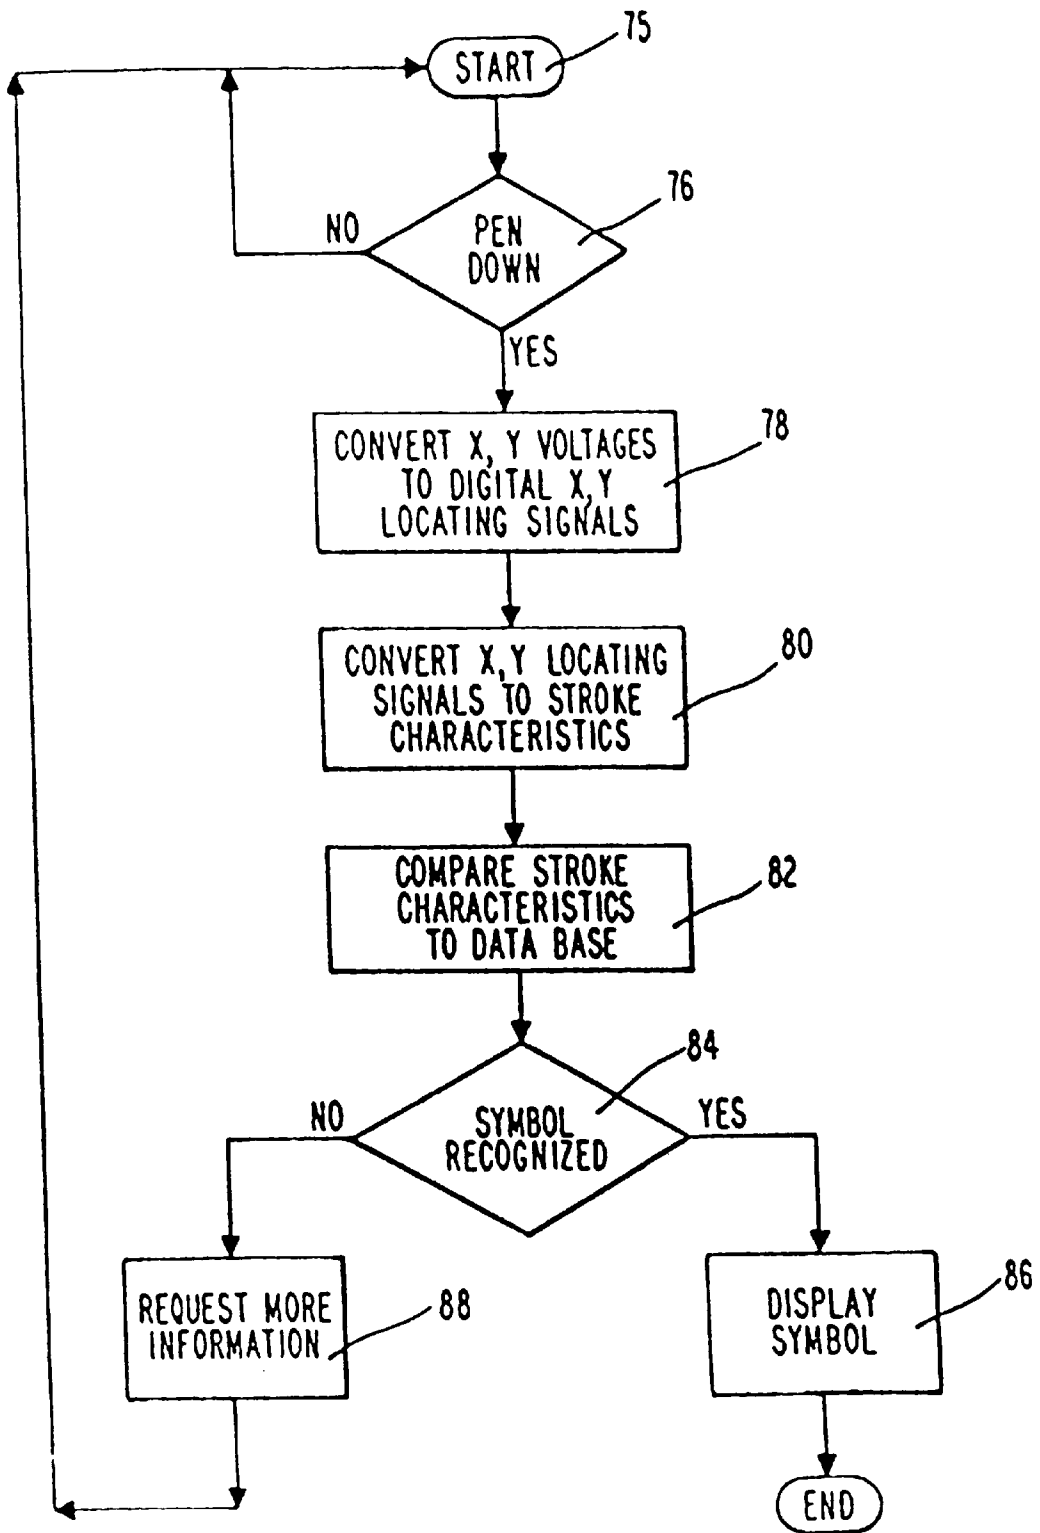 START
75
PEN
DOWN
76
NO
YES
CONVERT X, Y VOLTAGES
TO DIGITAL X,Y
LOCATING SIGNALS
78
CONVERT X,Y LOCATING
SIGNALS TO STROKE
CHARACTERISTICS
80
COMPARE STROKE
CHARACTERISTICS
TO DATA BASE
82
SYMBOL
RECOGNIZED
84
NO
YES
REQUEST MORE
INFORMATION
88
DISPLAY
SYMBOL
86
END